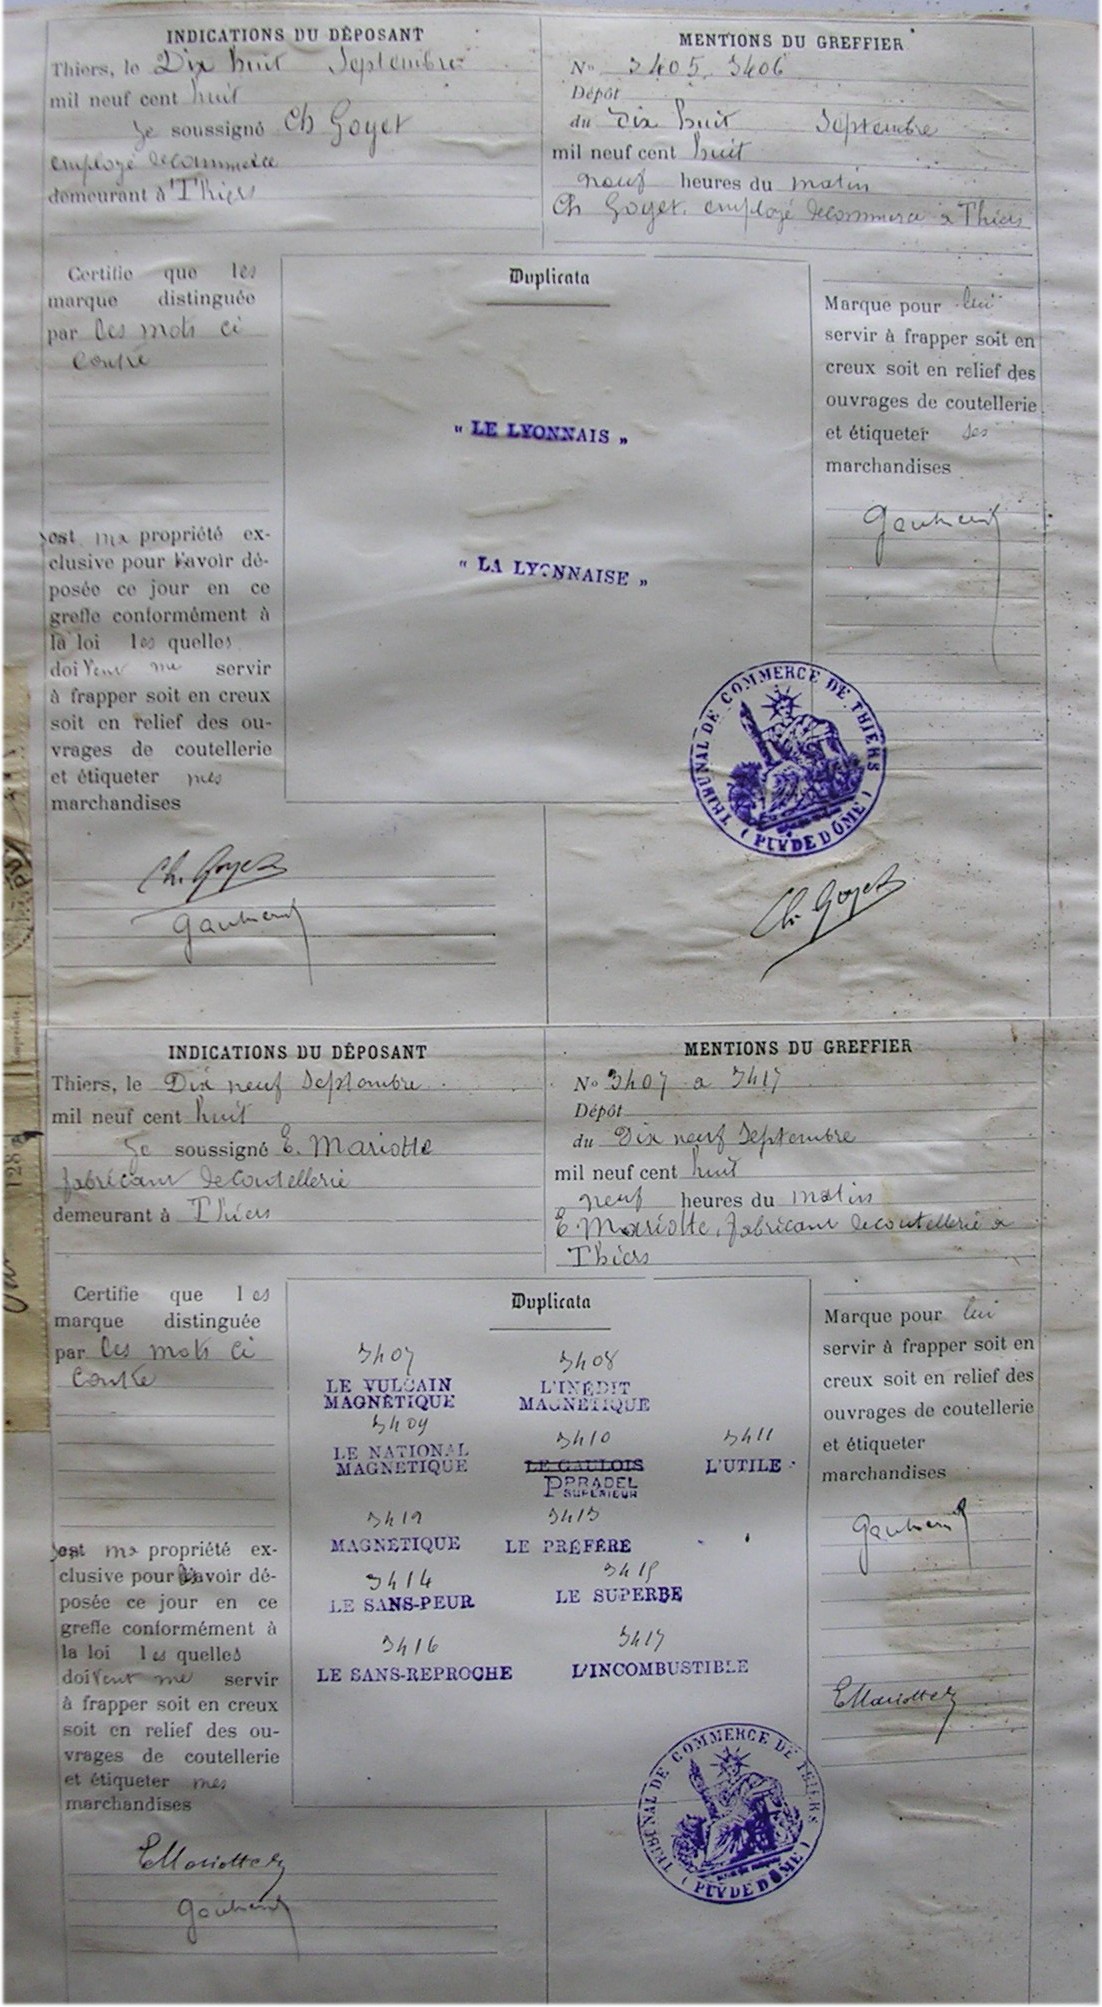 INDICATIONS DU DÉPOSANT
Thiers, le Dix huit Septembre
mil neuf cent huit
Je soussigné Ch Goyet
employé de commerce
demeurant à Thiers
MENTIONS DU GREFFIER
No 3405, 3406
Dépôt
du Dix huit Septembre
mil neuf cent huit
neuf heures du matin
Ch Goyet, employé de commerce à Thiers
Certifie que les
marque distinguée
par les mots ci
contre
est ma propriété ex-
clusive pour l'avoir dé-
posée ce jour en ce
greffe conformément à
la loi les quelles
doivent me servir
à frapper soit en creux
soit en relief des ou-
vrages de coutellerie
et étiqueter mes
marchandises
Ch. Goyet
Duplicata
" LE LYONNAIS "
" LA LYONNAISE "
Marque pour lui
servir à frapper soit en
creux soit en relief des
ouvrages de coutellerie
et étiqueter ses
marchandises
TRIBUNAL DE COMMERCE DE THIERS
( PUY DE DÔME )
Ch. Goyet
INDICATIONS DU DÉPOSANT
Thiers, le Dix neuf Septembre
mil neuf cent huit
Je soussigné E. Mariotte
fabricant de coutellerie
demeurant à Thiers
MENTIONS DU GREFFIER
No 3407 a 3417
Dépôt
du Dix neuf Septembre
mil neuf cent huit
neuf heures du matin
E Mariotte, fabricant de coutellerie a
Thiers
Certifie que les
marque distinguée
par les mots ci
contre
est ma propriété ex-
clusive pour l'avoir dé-
posée ce jour en ce
greffe conformément à
la loi les quelles
doivent me servir
à frapper soit en creux
soit en relief des ou-
vrages de coutellerie
et étiqueter mes
marchandises
E Mariotte
Duplicata
3407 3408
LE VULCAIN L'INÉDIT
MAGNÉTIQUE MAGNÉTIQUE
3409 3410 3411
LE NATIONAL LE GAULOIS L'UTILE
MAGNÉTIQUE P PRADEL
SUPERIEUR
3412 3413
MAGNÉTIQUE LE PRÉFÉRÉ
3414 3415
LE SANS-PEUR LE SUPERBE
3416 3417
LE SANS-REPROCHE L'INCOMBUSTIBLE
Marque pour lui
servir à frapper soit en
creux soit en relief des
ouvrages de coutellerie
et étiqueter
marchandises
E Mariotte
TRIBUNAL DE COMMERCE DE THIERS
( PUY DE DÔME )